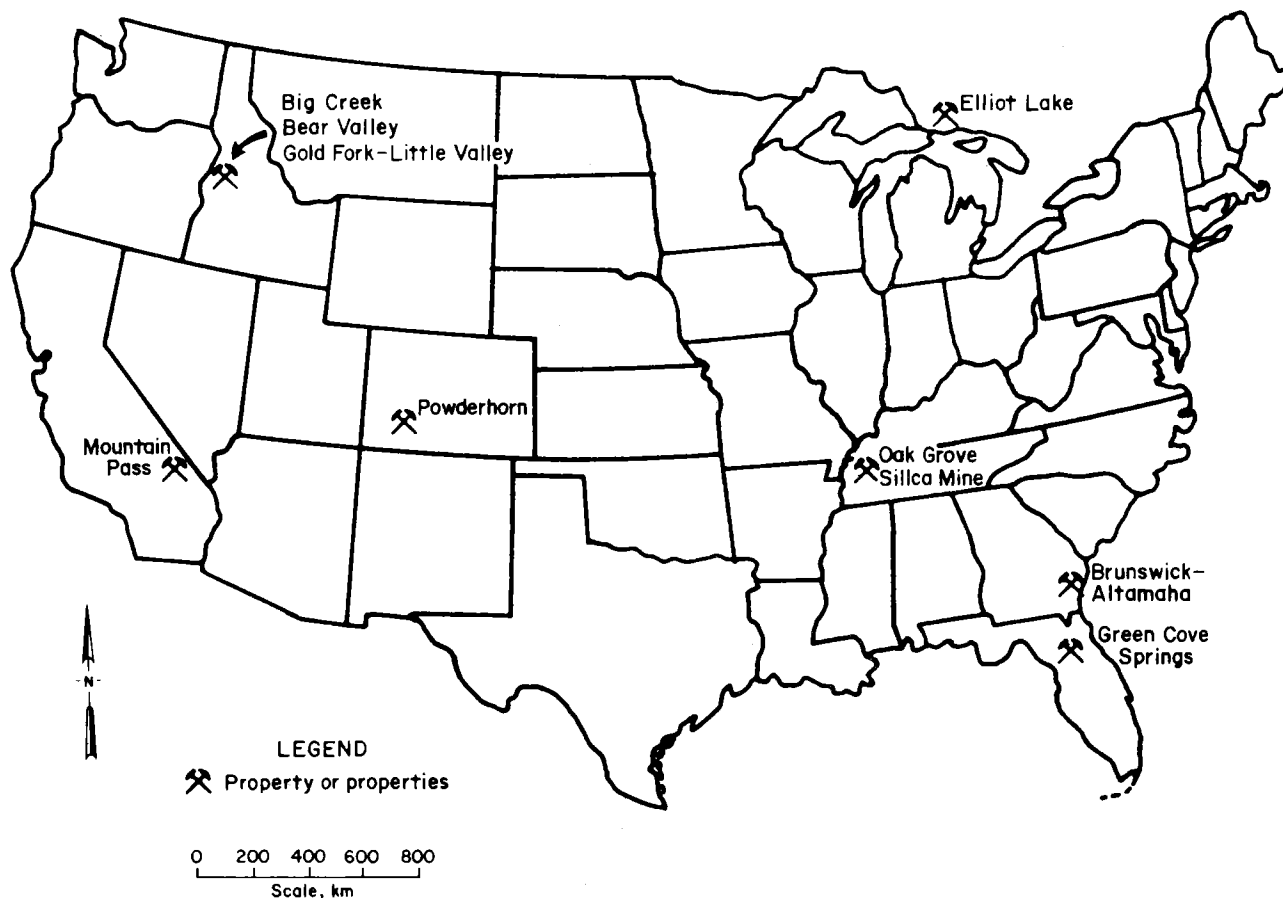 Big Creek
Bear Valley
Gold Fork-Little Valley
Elliot Lake
Powderhorn
Mountain
Pass
Oak Grove
Sillca Mine
Brunswick-
Altamaha
Green Cove
Springs
N
LEGEND
Property or properties
0 200 400 600 800
Scale, km